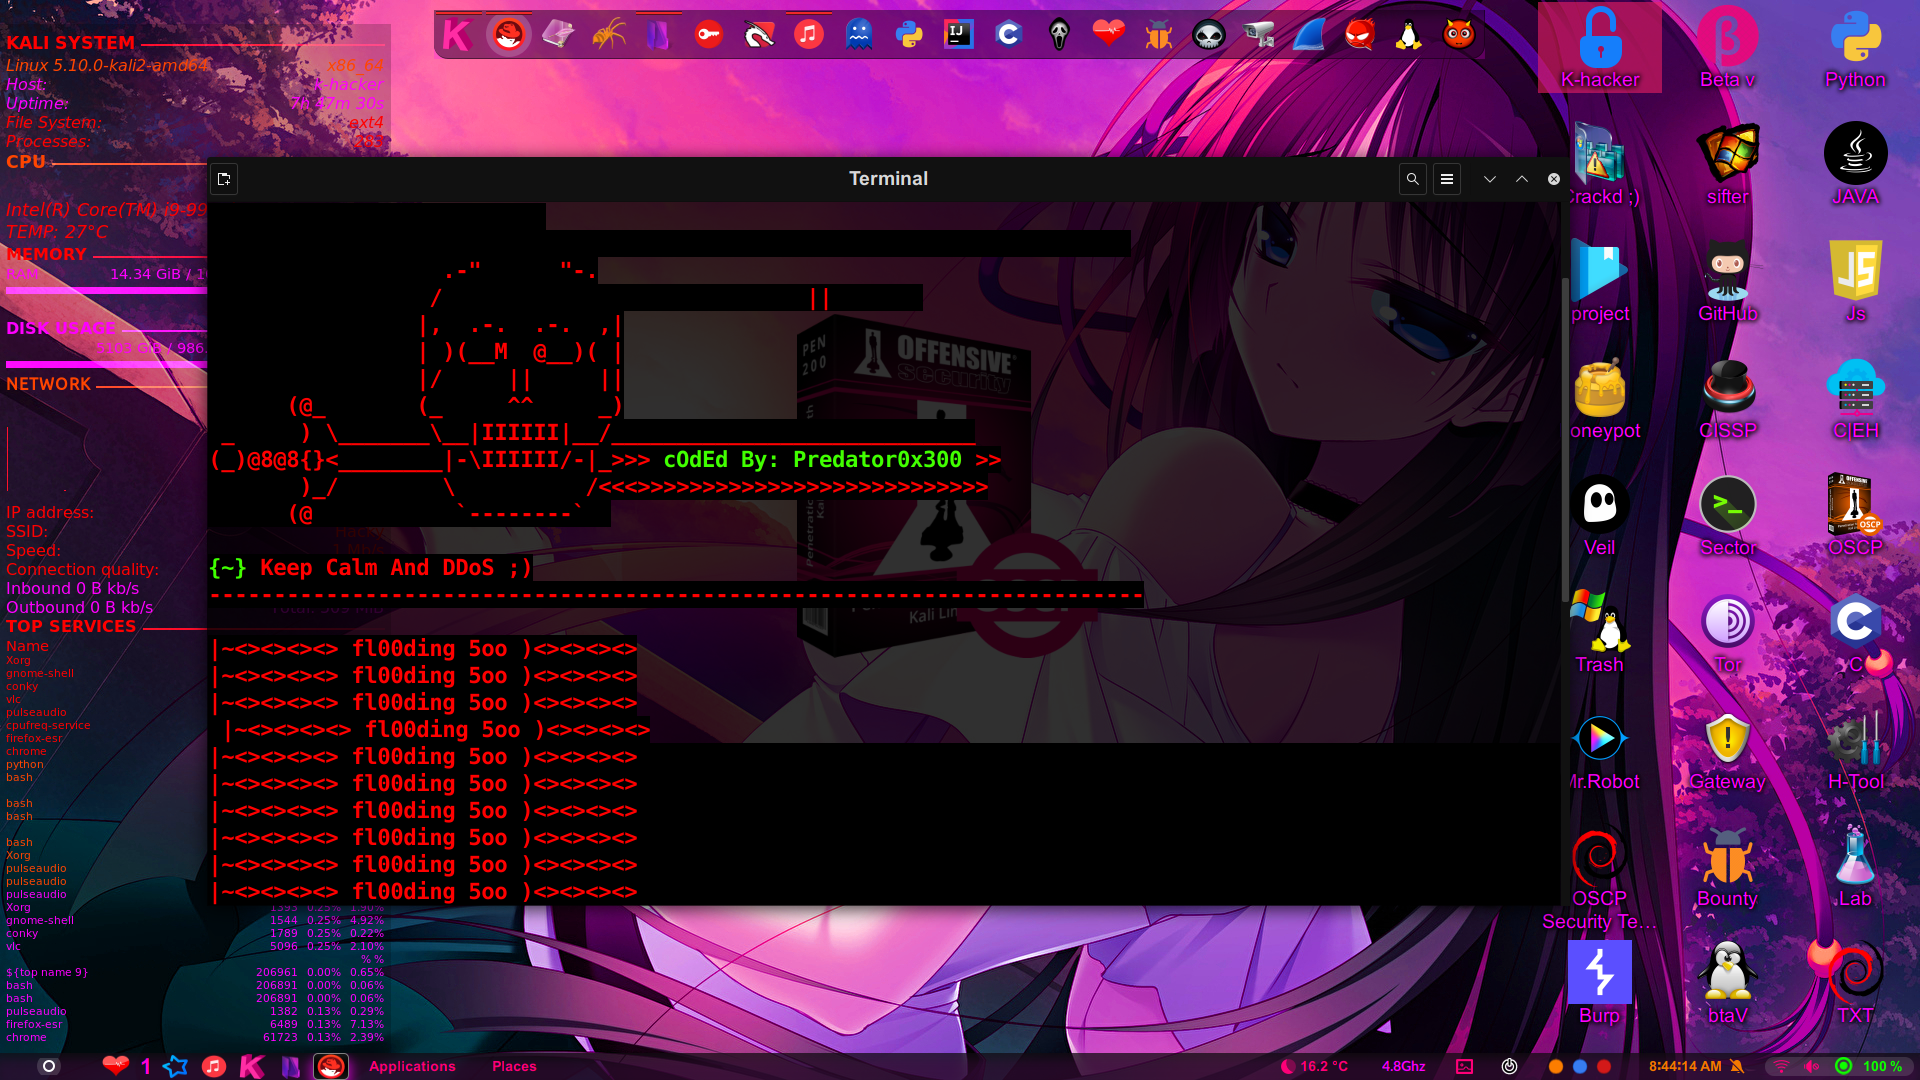 KALI SYSTEM
Linux 5.10.0-kali2-amd64 x86_64
Host: k-hacker
Uptime: 47m 30s
File System: ext4
Processes: 283
CPU
Intel(R) Core(TM) i9-99
TEMP: 27°C
MEMORY
RAM 14.34 GiB / 1
DISK USAGE
GiB / 986.
NETWORK
IP address:
SSID:
Speed:
Connection quality:
Inbound 0 B kb/s
Outbound 0 B kb/s
TOP SERVICES
Name
Xorg
gnome-shell
conky
vlc
pulseaudio
cpufreq-service
firefox-esr
chrome
python
bash
bash
bash
bash
Xorg
pulseaudio
pulseaudio
pulseaudio
Xorg 1393 0.25% 1.90%
gnome-shell 1544 0.25% 4.92%
conky 1789 0.25% 0.22%
vlc 5096 0.25% 2.10%
% %
${top name 9} 206961 0.00% 0.65%
bash 206891 0.00% 0.06%
bash 206891 0.00% 0.06%
pulseaudio 1382 0.13% 0.29%
firefox-esr 6489 0.13% 7.13%
chrome 61723 0.13% 2.39%
Terminal
.-"      "-.
/                             ||
|,  .-.  .-.  ,|
| )(__M  @__)( |
|/     ||     ||
(@_       (_     ^^     _)
_     ) \_______\__|IIIIII|__/____________________________
(_)@8@8{}<________|-\IIIIII/-|_>>> cOdEd By: Predator0x300 >>
)_/        \          /<<<>>>>>>>>>>>>>>>>>>>>>>>>>>>
(@           `--------`
{~} Keep Calm And DDoS ;)
------------------------------------------------------------------------
|~<><><><> fl00ding 5oo )<><><><>
|~<><><><> fl00ding 5oo )<><><><>
|~<><><><> fl00ding 5oo )<><><><>
|~<><><><> fl00ding 5oo )<><><><>
|~<><><><> fl00ding 5oo )<><><><>
|~<><><><> fl00ding 5oo )<><><><>
|~<><><><> fl00ding 5oo )<><><><>
|~<><><><> fl00ding 5oo )<><><><>
|~<><><><> fl00ding 5oo )<><><><>
|~<><><><> fl00ding 5oo )<><><><>
PEN 200
OFFENSIVE
security
Kali Lin
IJ
K-hacker
Beta v
Python
Crackd :)
sifter
JAVA
project
GitHub
Js
oneypot
CISSP
C|EH
Veil
Sector
OSCP
Trash
Tor
C
Mr.Robot
Gateway
H-Tool
OSCP
Security Te...
Bounty
Lab
Burp
btaV
TXT
1
Applications
Places
16.2 °C
4.8Ghz
8:44:14 AM
100 %